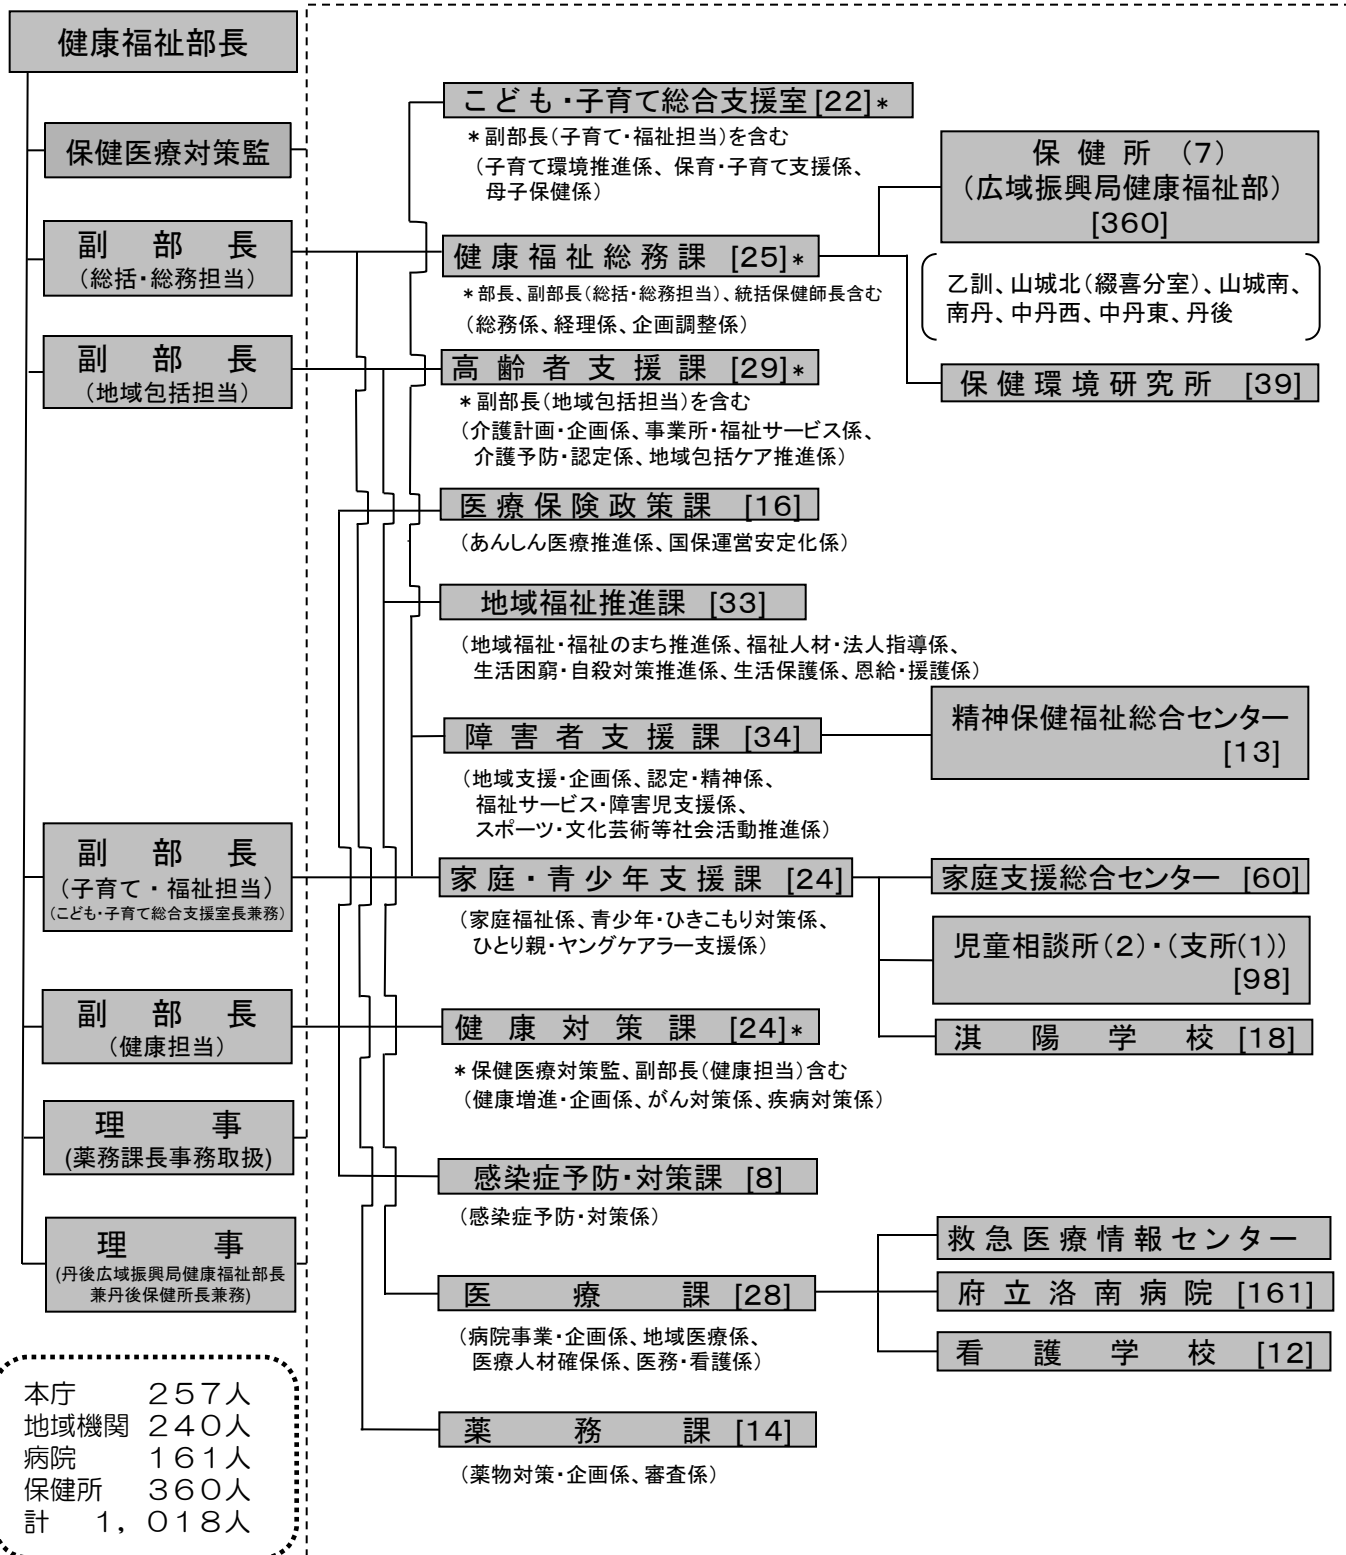 健康福祉部長
保健医療対策監
副部長
（総括・総務担当）
副部長
（地域包括担当）
副部長
（子育て・福祉担当）
（こども・子育て総合支援室長兼務）
副部長
（健康担当）
理事
(薬務課長事務取扱)
理事
(丹後広域振興局健康福祉部長
兼丹後保健所長兼務)
本庁 ２５７人
地域機関 ２４０人
病院 １６１人
保健所 ３６０人
計 １，０１８人
こども・子育て総合支援室 [22]*
*副部長（子育て・福祉担当）を含む
（子育て環境推進係、保育・子育て支援係、
母子保健係）
健康福祉総務課 [25]*
*部長、副部長（総括・総務担当）、統括保健師長含む
（総務係、経理係、企画調整係）
保健所（7）
（広域振興局健康福祉部）
[360]
乙訓、山城北（綴喜分室）、山城南、
南丹、中丹西、中丹東、丹後
保健環境研究所 [39]
高齢者支援課 [29]*
*副部長（地域包括担当）を含む
（介護計画・企画係、事業所・福祉サービス係、
介護予防・認定係、地域包括ケア推進係）
医療保険政策課 [16]
（あんしん医療推進係、国保運営安定化係）
地域福祉推進課 [33]
（地域福祉・福祉のまち推進係、福祉人材・法人指導係、
生活困窮・自殺対策推進係、生活保護係、恩給・援護係）
障害者支援課 [34]
（地域支援・企画係、認定・精神係、
福祉サービス・障害児支援係、
スポーツ・文化芸術等社会活動推進係）
精神保健福祉総合センター
[13]
家庭・青少年支援課 [24]
（家庭福祉係、青少年・ひきこもり対策係、
ひとり親・ヤングケアラー支援係）
家庭支援総合センター [60]
児童相談所（2）・（支所(1)）
[98]
淇陽学校 [18]
健康対策課 [24]*
*保健医療対策監、副部長（健康担当）含む
（健康増進・企画係、がん対策係、疾病対策係）
感染症予防・対策課 [8]
（感染症予防・対策係）
医療課 [28]
（病院事業・企画係、地域医療係、
医療人材確保係、医務・看護係）
救急医療情報センター
府立洛南病院 [161]
看護学校 [12]
薬務課 [14]
（薬物対策・企画係、審査係）